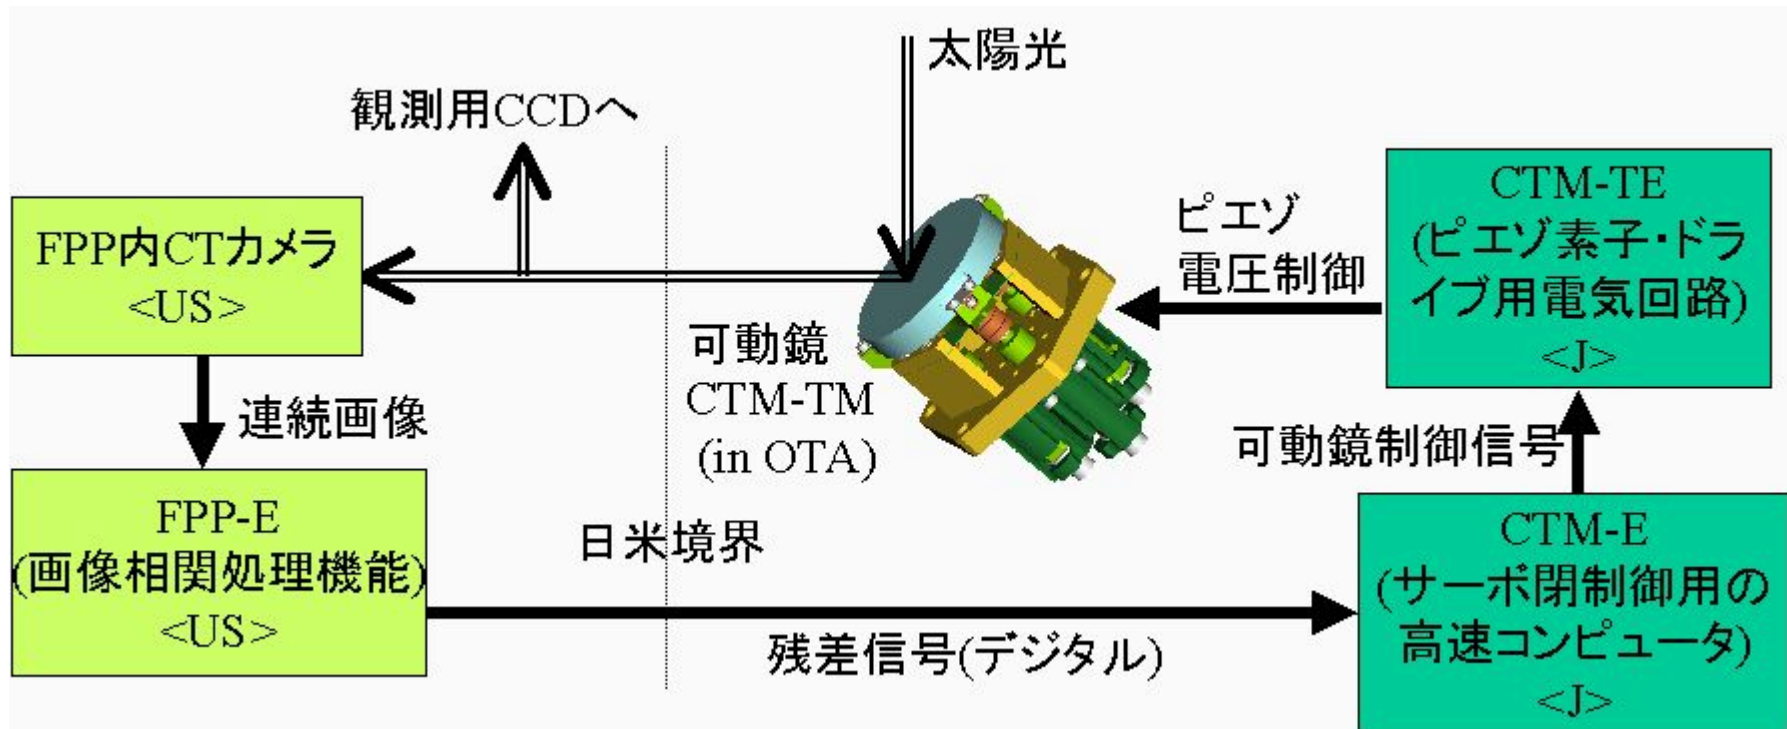 太陽光
観測用CCDへ
FPP内CTカメラ
<US>
ピエゾ
電圧制御
CTM-TE
(ピエゾ素子・ドラ
イブ用電気回路)
<J>
可動鏡
CTM-TM
(in OTA)
連続画像
可動鏡制御信号
FPP-E
(画像相関処理機能)
<US>
日米境界
CTM-E
(サーボ閉制御用の
高速コンピュータ)
<J>
残差信号(デジタル)